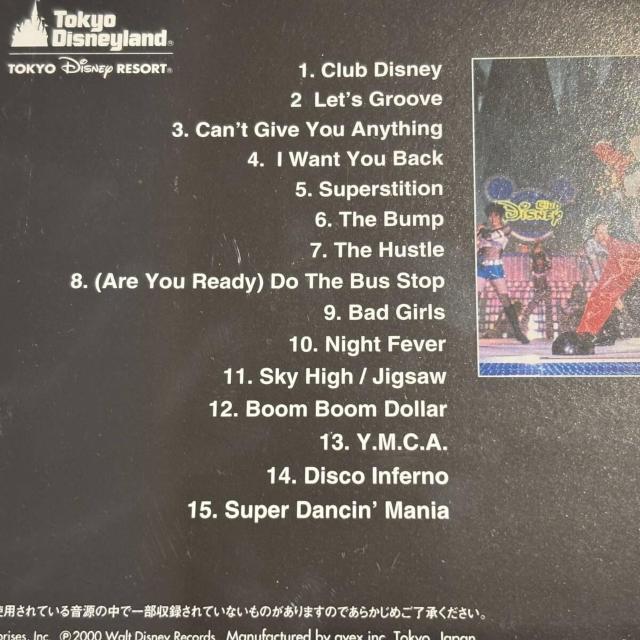 Tokyo
Disneyland®
TOKYO Disney RESORT®
1. Club Disney
2 Let's Groove
3. Can't Give You Anything
4. I Want You Back
5. Superstition
6. The Bump
7. The Hustle
8. (Are You Ready) Do The Bus Stop
9. Bad Girls
10. Night Fever
11. Sky High / Jigsaw
12. Boom Boom Dollar
13. Y.M.C.A.
14. Disco Inferno
15. Super Dancin' Mania
Club
DISNEY
使用されている音源の中で一部収録されていないものがありますのであらかじめご了承ください。
Inc. ℗2000 Walt Disney Records. Manufactured by avex inc. Tokyo, Japan